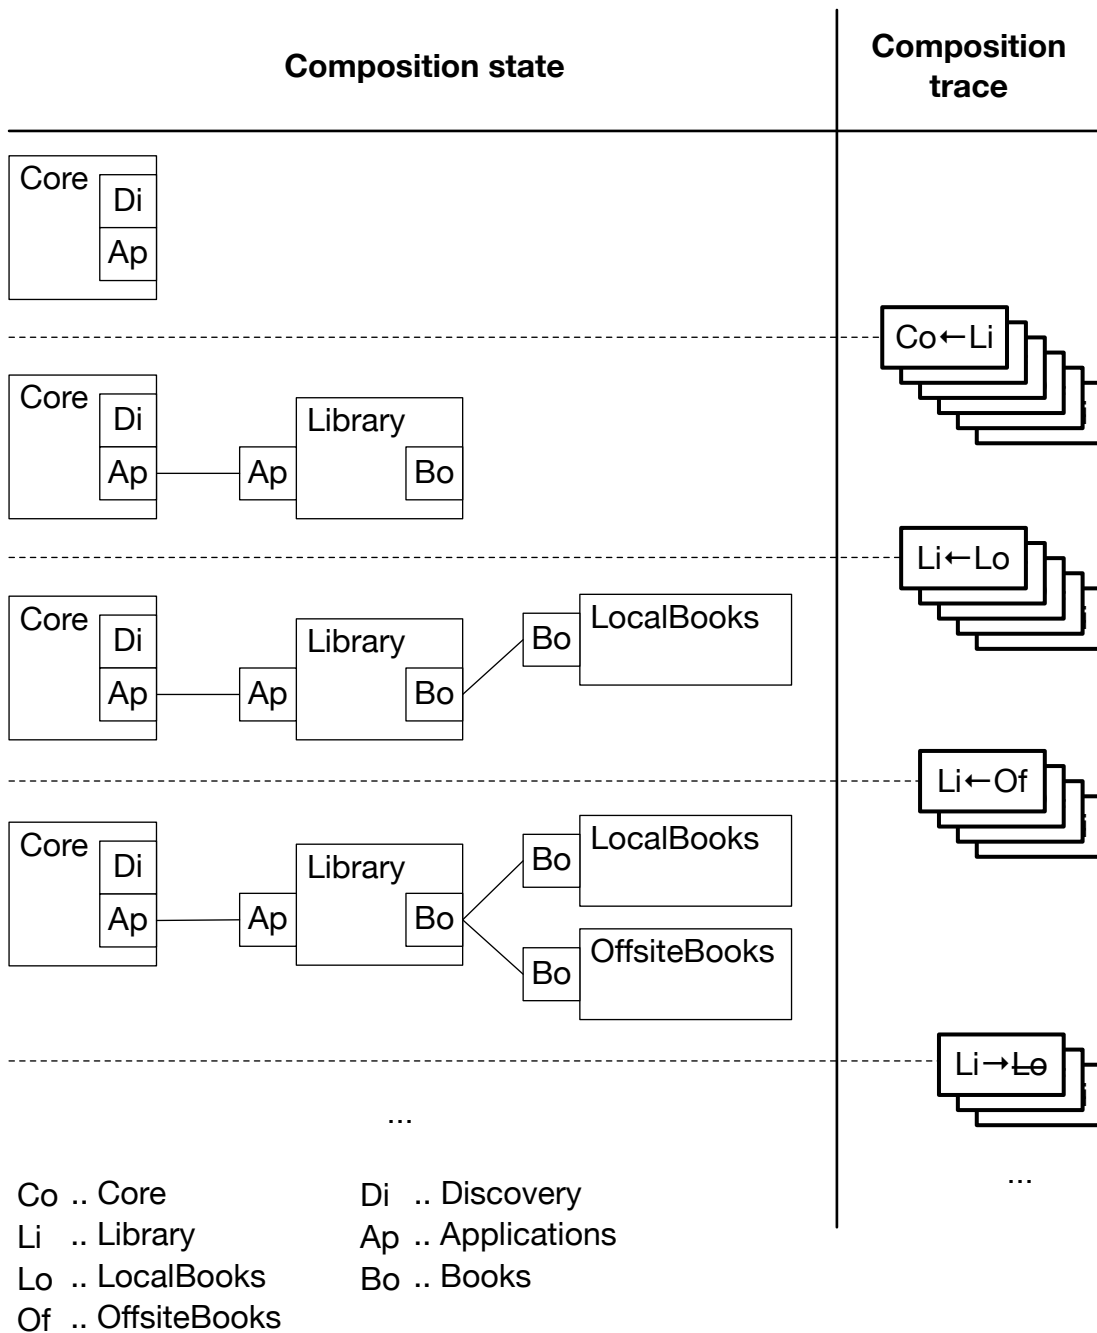 Composition state
Composition
trace
Core
Di
Ap
Co←Li
Core
Di
Ap
Ap
Library
Bo
Li←Lo
Core
Di
Ap
Ap
Library
Bo
Bo
LocalBooks
Li←Of
Core
Di
Ap
Ap
Library
Bo
Bo
LocalBooks
Bo
OffsiteBooks
Li→Lo
...
...
Co .. Core
Li .. Library
Lo .. LocalBooks
Of .. OffsiteBooks
Di .. Discovery
Ap .. Applications
Bo .. Books